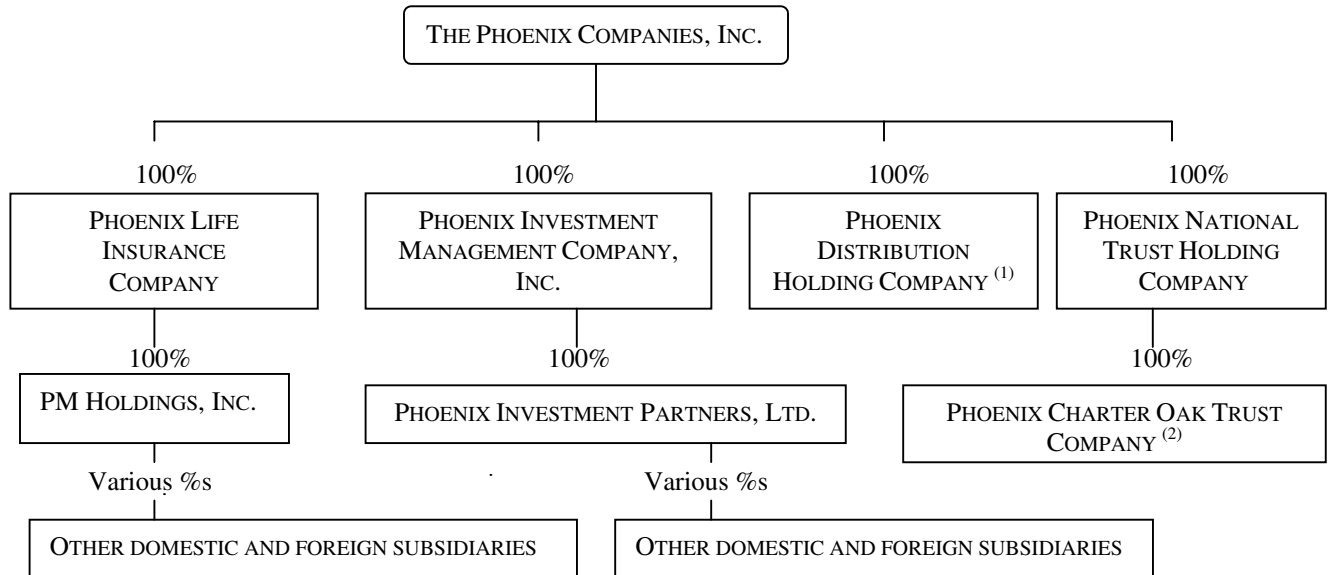 THE PHOENIX COMPANIES, INC.
100%
100%
100%
100%
PHOENIX LIFE
INSURANCE
COMPANY
PHOENIX INVESTMENT
MANAGEMENT COMPANY,
INC.
PHOENIX
DISTRIBUTION
HOLDING COMPANY (1)
PHOENIX NATIONAL
TRUST HOLDING
COMPANY
100%
100%
100%
PM HOLDINGS, INC.
PHOENIX INVESTMENT PARTNERS, LTD.
PHOENIX CHARTER OAK TRUST
COMPANY (2)
Various %s
Various %s
OTHER DOMESTIC AND FOREIGN SUBSIDIARIES
OTHER DOMESTIC AND FOREIGN SUBSIDIARIES